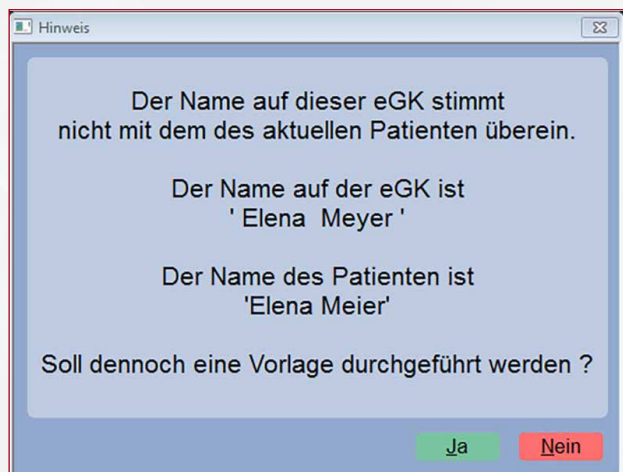 Hinweis
Der Name auf dieser eGK stimmt
nicht mit dem des aktuellen Patienten überein.
Der Name auf der eGK ist
' Elena  Meyer '
Der Name des Patienten ist
'Elena Meier'
Soll dennoch eine Vorlage durchgeführt werden ?
Ja
Nein